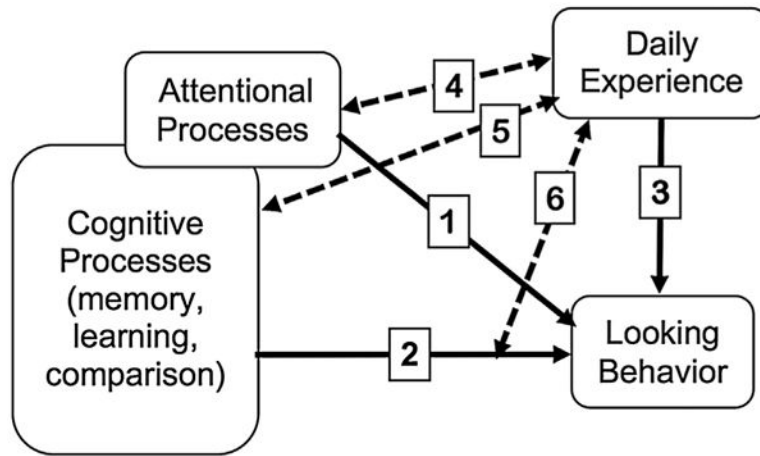 Daily
Experience
Attentional
Processes
4
5
Cognitive
Processes
(memory,
learning,
comparison)
1
6
3
2
Looking
Behavior